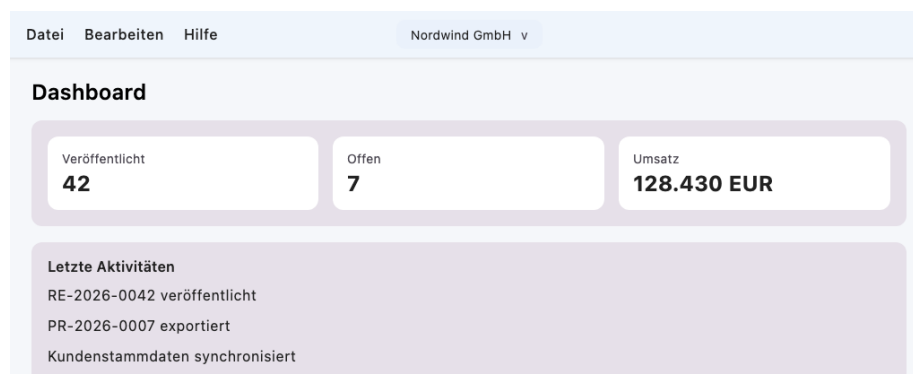 Datei Bearbeiten Hilfe Nordwind GmbH v
Dashboard
Veröffentlicht Offen Umsatz
42 7 128.430 EUR
Letzte Aktivitäten
RE-2026-0042 veröffentlicht
PR-2026-0007 exportiert
Kundenstammdaten synchronisiert